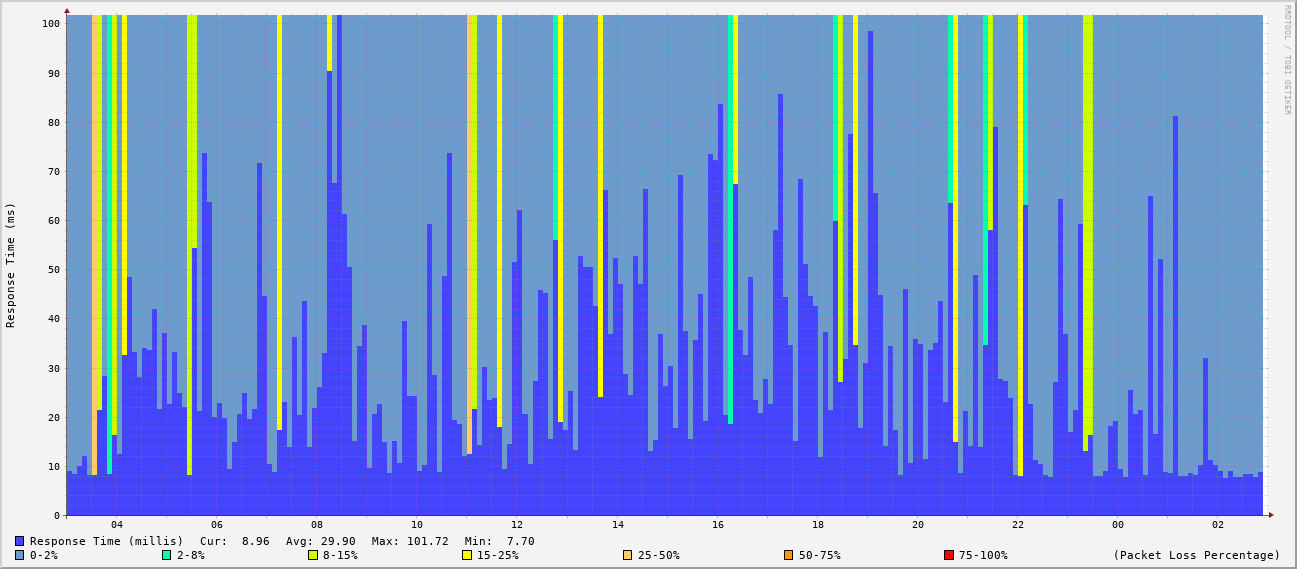 RRDTOOL / TOBI OETIKER
Response Time (ms)
100
90
80
70
60
50
40
30
20
10
0
04 06 08 10 12 14 16 18 20 22 00 02
Response Time (millis) Cur: 8.96 Avg: 29.90 Max: 101.72 Min: 7.70
0-2% 2-8% 8-15% 15-25% 25-50% 50-75% 75-100% (Packet Loss Percentage)